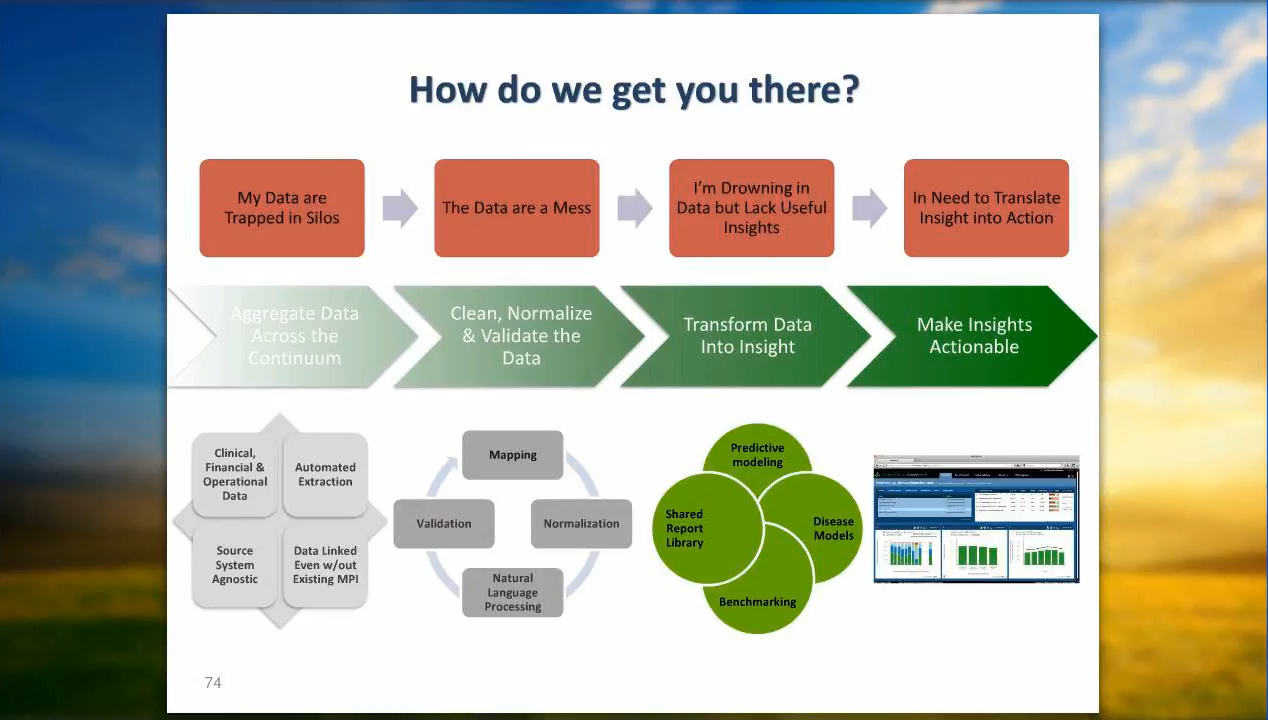 How do we get you there?
My Data are
Trapped in Silos
The Data are a Mess
I'm Drowning in
Data but Lack Useful
Insights
In Need to Translate
Insight into Action
Aggregate Data
Across the
Continuum
Clean, Normalize
& Validate the
Data
Transform Data
Into Insight
Make Insights
Actionable
Clinical,
Financial &
Operational
Data
Automated
Extraction
Source
System
Agnostic
Data Linked
Even w/out
Existing MPI
Mapping
Validation
Normalization
Natural
Language
Processing
Predictive
modeling
Shared
Report
Library
Disease
Models
Benchmarking
74